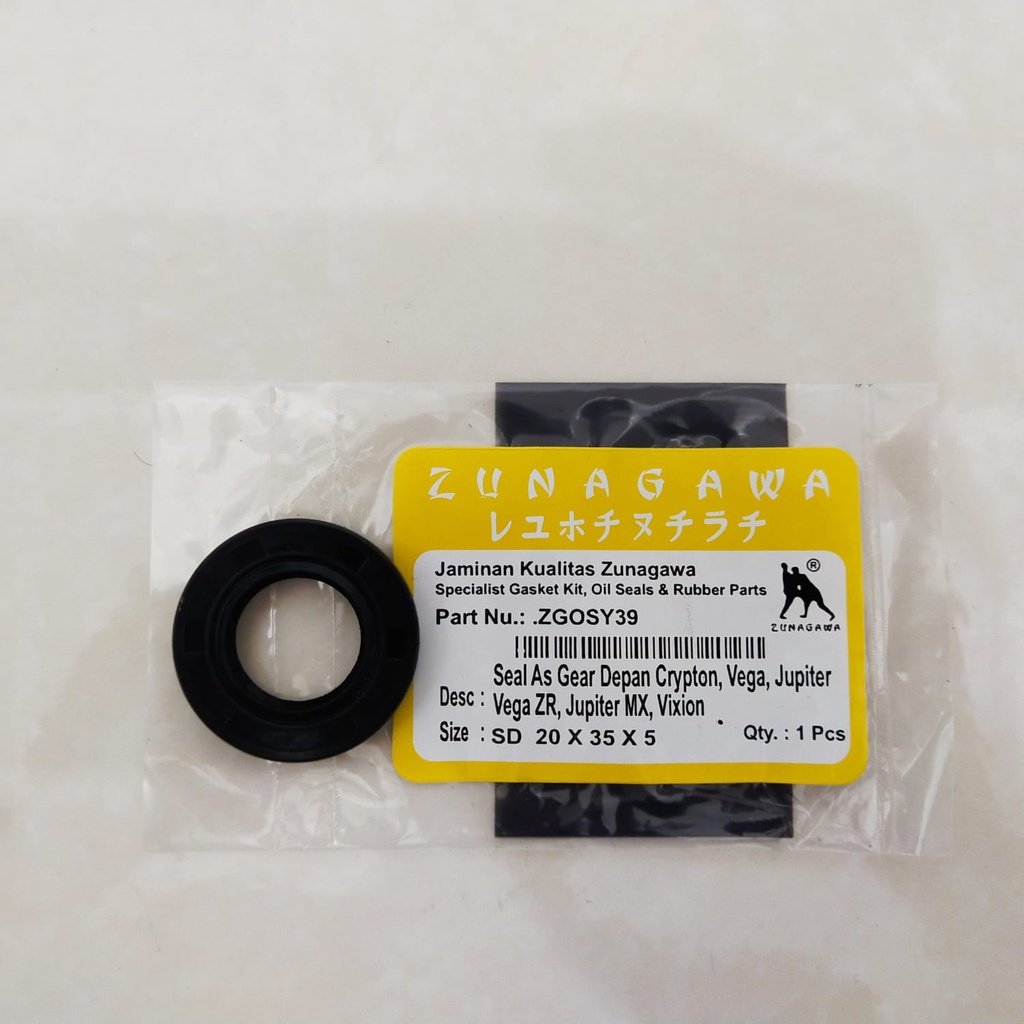 ZUNAGAWA
レユホチヌチラチ
Jaminan Kualitas Zunagawa
Specialist Gasket Kit, Oil Seals & Rubber Parts
®
ZUNAGAWA
Part Nu.: .ZGOSY39
Desc : Seal As Gear Depan Crypton, Vega, Jupiter
Vega ZR, Jupiter MX, Vixion
Size : SD 20 X 35 X 5 Qty. : 1 Pcs